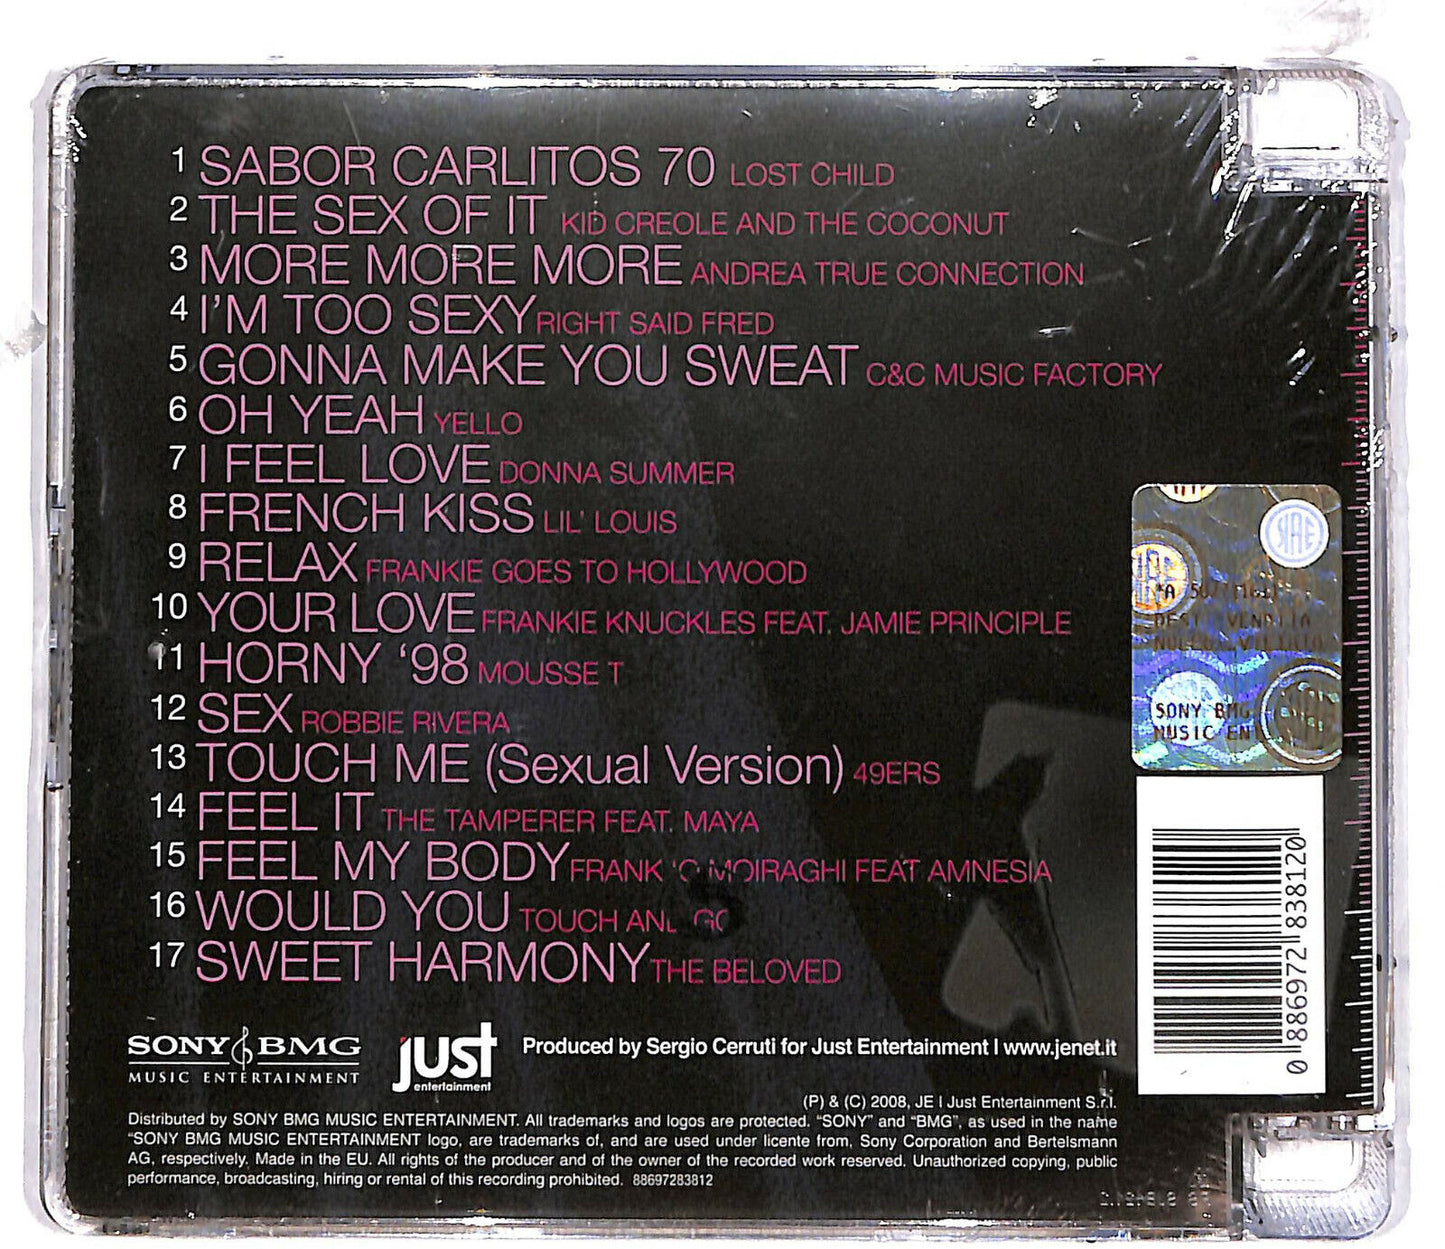 1 SABOR CARLITOS 70 LOST CHILD
2 THE SEX OF IT KID CREOLE AND THE COCONUT
3 MORE MORE MORE ANDREA TRUE CONNECTION
4 I'M TOO SEXY RIGHT SAID FRED
5 GONNA MAKE YOU SWEAT C&C MUSIC FACTORY
6 OH YEAH YELLO
7 I FEEL LOVE DONNA SUMMER
8 FRENCH KISS LIL' LOUIS
9 RELAX FRANKIE GOES TO HOLLYWOOD
10 YOUR LOVE FRANKIE KNUCKLES FEAT. JAMIE PRINCIPLE
11 HORNY '98 MOUSSE T
12 SEX ROBBIE RIVERA
13 TOUCH ME (Sexual Version) 49ERS
14 FEEL IT THE TAMPERER FEAT. MAYA
15 FEEL MY BODY FRANK 'O MOIRAGHI FEAT AMNESIA
16 WOULD YOU TOUCH AND GO
17 SWEET HARMONY THE BELOVED
SONY BMG
MUSIC EN
0 886972 838120
SONY BMG
MUSIC ENTERTAINMENT
just
entertainment
Produced by Sergio Cerruti for Just Entertainment | www.jenet.it
(P) & (C) 2008, JE | Just Entertainment S.r.l.
Distributed by SONY BMG MUSIC ENTERTAINMENT. All trademarks and logos are protected. "SONY" and "BMG", as used in the name
"SONY BMG MUSIC ENTERTAINMENT logo, are trademarks of, and are used under licente from, Sony Corporation and Bertelsmann
AG, respectively. Made in the EU. All rights of the producer and of the owner of the recorded work reserved. Unauthorized copying, public
performance, broadcasting, hiring or rental of this recording prohibited. 88697283812